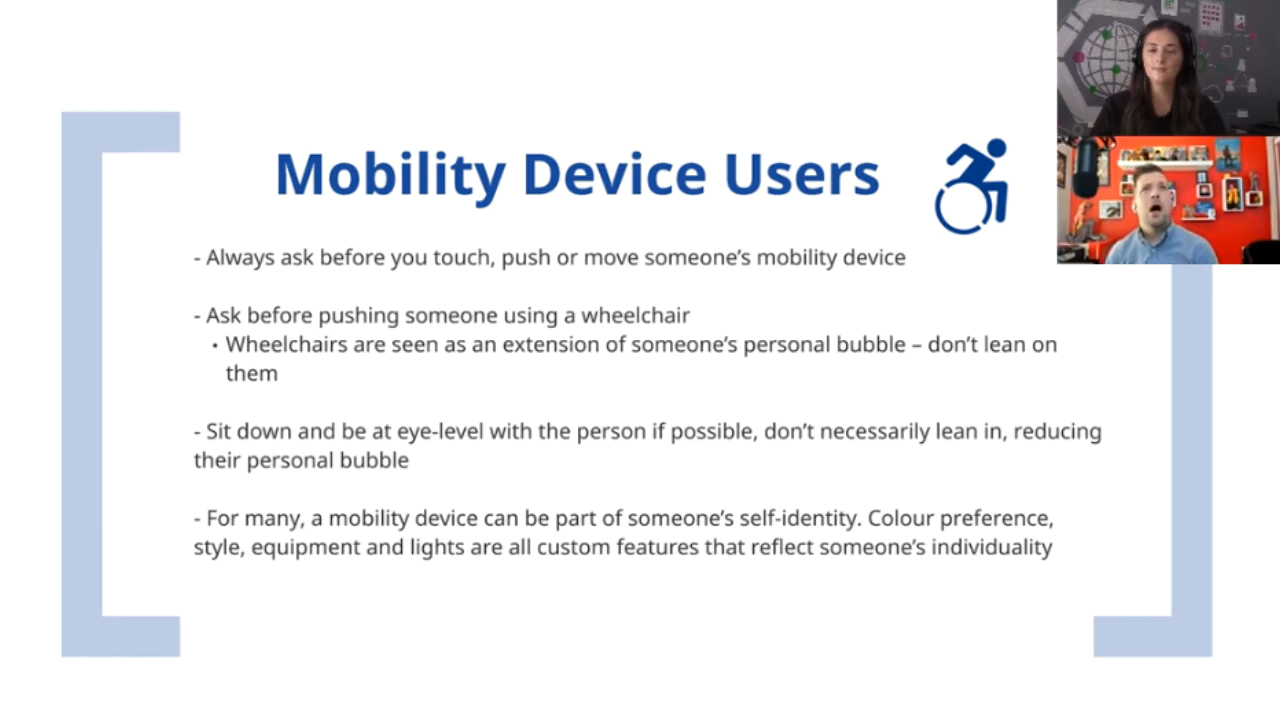 Mobility Device Users
- Always ask before you touch, push or move someone’s mobility device
- Ask before pushing someone using a wheelchair
• Wheelchairs are seen as an extension of someone’s personal bubble – don’t lean on
them
- Sit down and be at eye-level with the person if possible, don’t necessarily lean in, reducing
their personal bubble
- For many, a mobility device can be part of someone’s self-identity. Colour preference,
style, equipment and lights are all custom features that reflect someone’s individuality